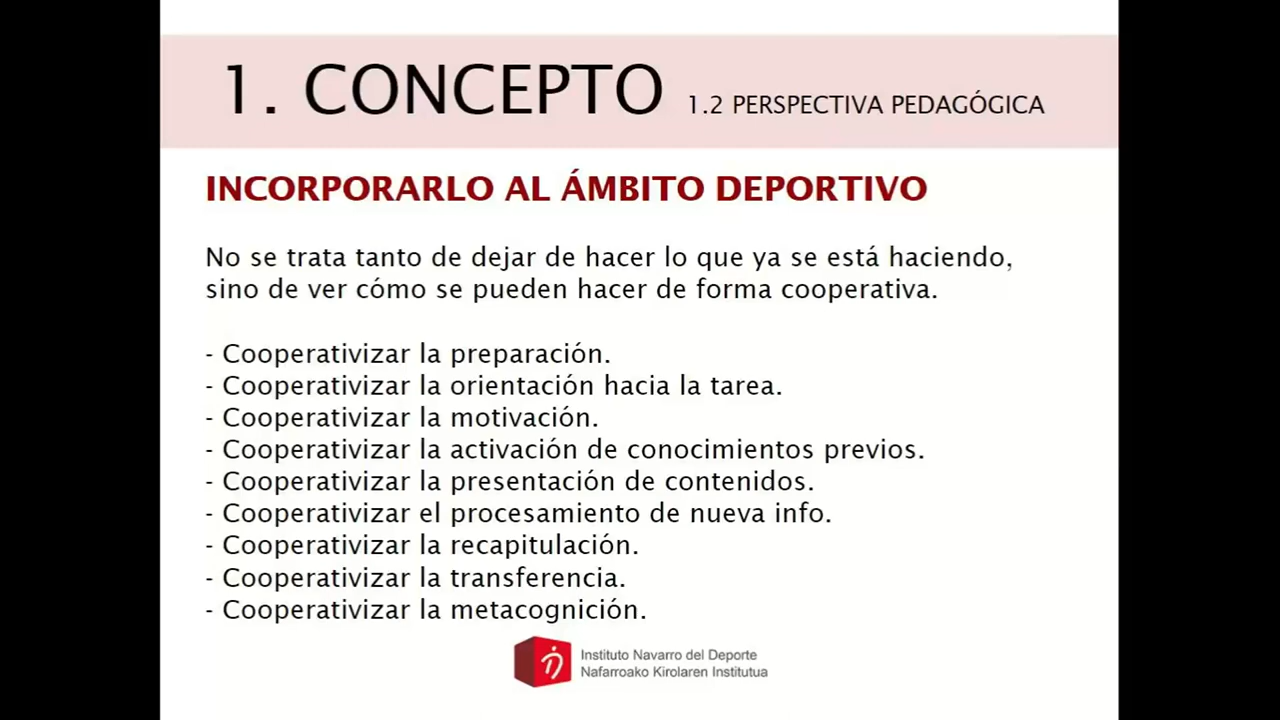 1. CONCEPTO 1.2 PERSPECTIVA PEDAGÓGICA
INCORPORARLO AL ÁMBITO DEPORTIVO
No se trata tanto de dejar de hacer lo que ya se está haciendo,
sino de ver cómo se pueden hacer de forma cooperativa.
- Cooperativizar la preparación.
- Cooperativizar la orientación hacia la tarea.
- Cooperativizar la motivación.
- Cooperativizar la activación de conocimientos previos.
- Cooperativizar la presentación de contenidos.
- Cooperativizar el procesamiento de nueva info.
- Cooperativizar la recapitulación.
- Cooperativizar la transferencia.
- Cooperativizar la metacognición.
Instituto Navarro del Deporte
Nafarroako Kirolaren Institutua